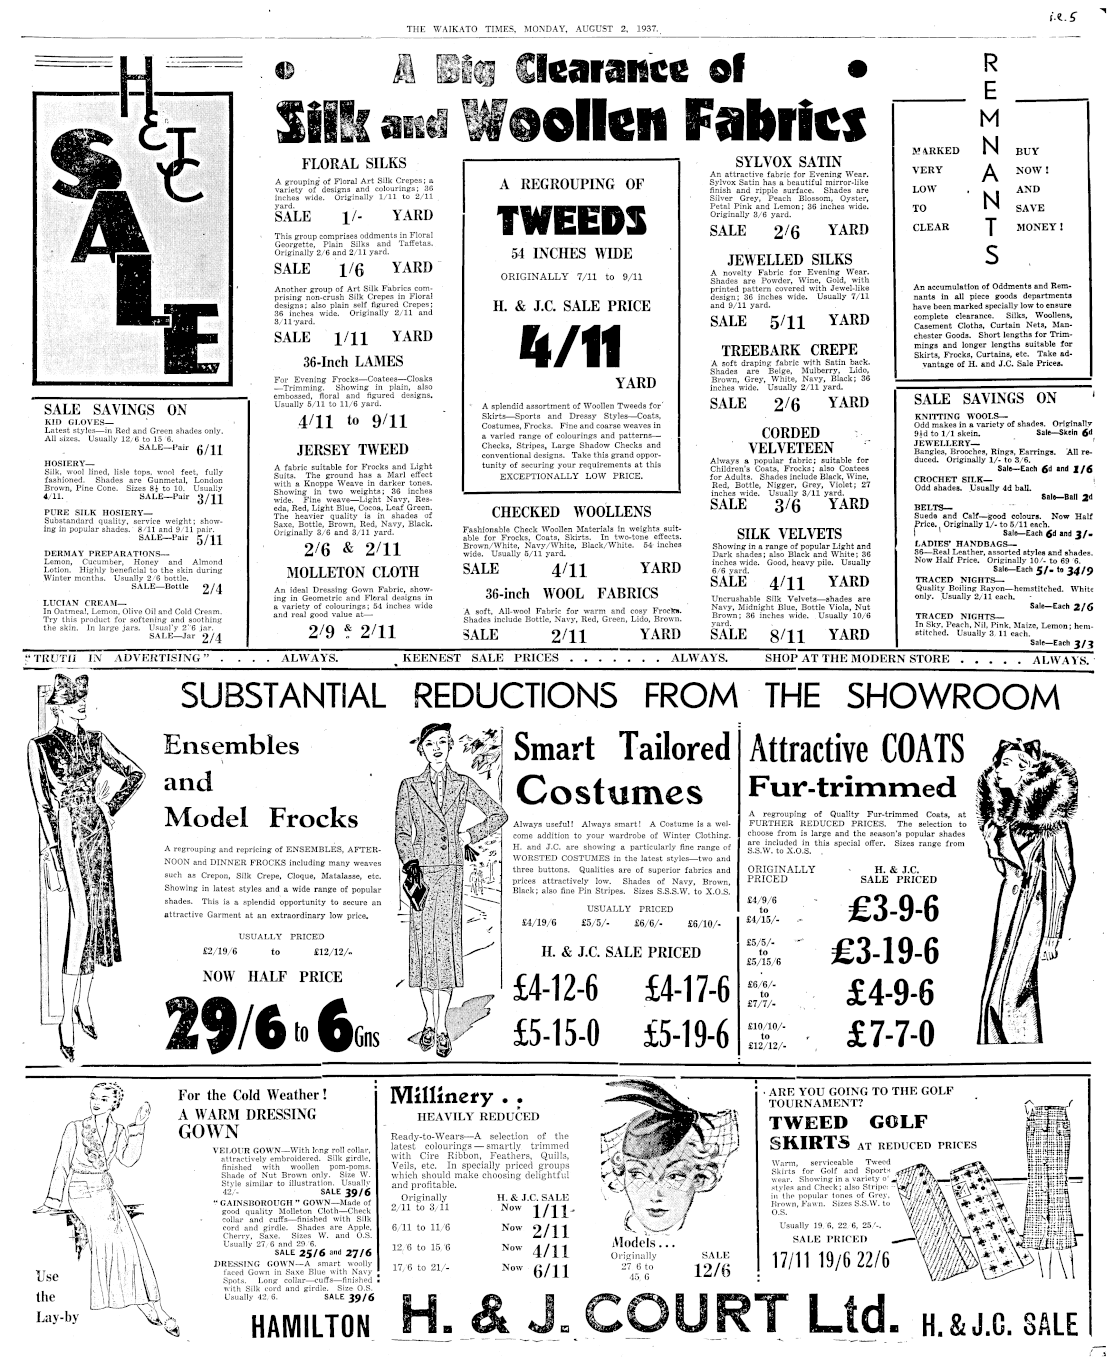 i.e. 5
THE WAIKATO TIMES, MONDAY, AUGUST 2, 1937.
H & J C
SALE
A Big Clearance of
Silk and Woollen Fabrics
FLORAL SILKS
A grouping of Floral Art Silk Crepes; a
variety of designs and colourings; 36
inches wide. Originally 1/11 to 2/11
yard.
SALE 1/- YARD
This group comprises oddments in Floral
Georgette, Plain Silks and Taffetas.
Originally 2/6 and 2/11 yard.
SALE 1/6 YARD
Another group of Art Silk Fabrics com-
prising non-crush Silk Crepes in Floral
designs; also plain self figured Crepes;
36 inches wide. Originally 2/11 and
3/11 yard.
SALE 1/11 YARD
36-Inch LAMES
For Evening Frocks—Coatees—Cloaks
—Trimming. Showing in plain, also
embossed, floral and figured designs.
Usually 5/11 to 11/6 yard.
4/11 to 9/11
JERSEY TWEED
A fabric suitable for Frocks and Light
Suits. The ground has a Marl effect
with a Knoppe Weave in darker tones.
Showing in two weights; 36 inches
wide. Fine weave—Light Navy, Res-
eda, Red, Light Blue, Cocoa, Leaf Green.
The heavier quality is in shades of
Saxe, Bottle, Brown, Red, Navy, Black.
Originally 3/6 and 3/11 yard.
2/6 & 2/11
MOLLETON CLOTH
An ideal Dressing Gown Fabric, show-
ing in Geometric and Floral designs in
a variety of colourings; 54 inches wide
and real good value at—
2/9 & 2/11
A REGROUPING OF
TWEEDS
54 INCHES WIDE
ORIGINALLY 7/11 to 9/11
H. & J.C. SALE PRICE
4/11
YARD
A splendid assortment of Woollen Tweeds for
Skirts—Sports and Dressy Styles—Coats,
Costumes, Frocks. Fine and coarse weaves in
a varied range of colourings and patterns—
Checks, Stripes, Large Shadow Checks and
conventional designs. Take this grand oppor-
tunity of securing your requirements at this
EXCEPTIONALLY LOW PRICE.
CHECKED WOOLLENS
Fashionable Check Woollen Materials in weights suit-
able for Frocks, Coats, Skirts. In two-tone effects.
Brown/White, Navy/White, Black/White. 54 inches
wide. Usually 5/11 yard.
SALE 4/11 YARD
36-inch WOOL FABRICS
A soft, All-wool Fabric for warm and cosy Frocks.
Shades include Bottle, Navy, Red, Green, Lido, Brown.
SALE 2/11 YARD
SYLVOX SATIN
An attractive fabric for Evening Wear.
Sylvox Satin has a beautiful mirror-like
finish and ripple surface. Shades are
Silver Grey, Peach Blossom, Oyster,
Petal Pink and Lemon; 36 inches wide.
Originally 3/6 yard.
SALE 2/6 YARD
JEWELLED SILKS
A novelty Fabric for Evening Wear.
Shades are Powder, Wine, Gold, with
printed pattern covered with Jewel-like
design; 36 inches wide. Usually 7/11
and 9/11 yard.
SALE 5/11 YARD
TREEBARK CREPE
A soft draping fabric with Satin back.
Shades are Beige, Mulberry, Lido,
Brown, Grey, White, Navy, Black; 36
inches wide. Usually 3/6 yard.
SALE 2/6 YARD
CORDED
VELVETEEN
Always a popular fabric; suitable for
Children's Coats, Frocks; also Coatees
for Adults. Shades include Black, Wine,
Red, Bottle, Nigger, Grey, Violet; 27
inches wide. Usually 3/11 yard.
SALE 3/6 YARD
SILK VELVETS
Showing in a range of popular Light and
Dark shades; also Black and White; 36
inches wide. Good, heavy pile. Usually
6/6 yard.
SALE 4/11 YARD
Uncrushable Silk Velvets—shades are
Navy, Midnight Blue, Bottle Viola, Nut
Brown; 36 inches wide. Usually 10/6
yard.
SALE 8/11 YARD
REMNANTS
MARKED BUY
VERY NOW!
LOW AND
TO SAVE
CLEAR MONEY!
An accumulation of Oddments and Rem-
nants in all piece goods departments
have been marked specially low to ensure
complete clearance. Silks, Woollens,
Casement Cloths, Curtain Nets, Man-
chester Goods. Short lengths for Trim-
mings and longer lengths suitable for
Skirts, Frocks, Curtains, etc. Take ad-
vantage of H. and J.C. Sale Prices.
SALE SAVINGS ON
KID GLOVES—
Latest styles—in Red and Green shades only.
All sizes. Usually 12/6 to 15 6.
SALE—Pair 6/11
HOSIERY—
Silk, wool lined, lisle tops, wool feet, fully
fashioned. Shades are Gunmetal, London
Brown, Pine Cone. Sizes 8½ to 10. Usually
4/11. SALE—Pair 3/11
PURE SILK HOSIERY—
Substandard quality, service weight; show-
ing in popular shades. 8/11 and 9/11 pair.
SALE—Pair 5/11
DERMAY PREPARATIONS—
Lemon, Cucumber, Honey and Almond
Lotion. Highly beneficial to the skin during
Winter months. Usually 2/6 bottle.
SALE—Bottle 2/4
LUCIAN CREAM—
In Oatmeal, Lemon, Olive Oil and Cold Cream.
Try this product for softening and soothing
the skin. In large jars. Usually 2/6 jar.
SALE—Jar 2/4
SALE SAVINGS ON
KNITTING WOOLS—
Odd makes in a variety of shades. Originally
9½d to 1/1 skein. Sale—Skein 6d
JEWELLERY—
Bangles, Brooches, Rings, Earrings. All re-
duced. Originally 1/- to 3/6.
Sale—Each 6d and 1/6
CROCHET SILK—
Odd shades. Usually 4d ball.
Sale—Ball 2d
BELTS—
Suede and Calf—good colours. Now Half
Price. Originally 1/- to 5/11 each.
Sale—Each 6d and 3/-
LADIES' HANDBAGS—
36—Real Leather, assorted styles and shades.
Now Half Price. Originally 10/- to 69 6.
Sale—Each 5/- to 34/9
TRACED NIGHTS—
Quality Boiling Rayon—hemstitched. White
only. Usually 2/11 each.
Sale—Each 2/6
TRACED NIGHTS—
In Sky, Peach, Nil, Pink, Maize, Lemon; hem-
stitched. Usually 3.11 each.
Sale—Each 3/3
"TRUTH IN ADVERTISING" . . . . ALWAYS. KEENEST SALE PRICES . . . . . . . ALWAYS. SHOP AT THE MODERN STORE . . . . . ALWAYS.
SUBSTANTIAL REDUCTIONS FROM THE SHOWROOM
Ensembles
and
Model Frocks
A regrouping and repricing of ENSEMBLES, AFTER-
NOON and DINNER FROCKS including many weaves
such as Crepon, Silk Crepe, Cloque, Matalasse, etc.
Showing in latest styles and a wide range of popular
shades. This is a splendid opportunity to secure an
attractive Garment at an extraordinary low price.
USUALLY PRICED
£2/19/6 to £12/12/-
NOW HALF PRICE
29/6 to 6 Gns
Smart Tailored
Costumes
Always useful! Always smart! A Costume is a wel-
come addition to your wardrobe of Winter Clothing.
H. and J.C. are showing a particularly fine range of
WORSTED COSTUMES in the latest styles—two and
three buttons. Qualities are of superior fabrics and
prices attractively low. Shades of Navy, Brown,
Black; also fine Pin Stripes. Sizes S.S.S.W. to X.O.S.
USUALLY PRICED
£4/19/6 £5/5/- £6/6/- £6/10/-
H. & J.C. SALE PRICED
£4-12-6 £4-17-6
£5-15-0 £5-19-6
Attractive COATS
Fur-trimmed
A regrouping of Quality Fur-trimmed Coats, at
FURTHER REDUCED PRICES. The selection to
choose from is large and the season's popular shades
are included in this special offer. Sizes range from
S.S.W. to X.O.S.
ORIGINALLY PRICED H. & J.C. SALE PRICED
£4/9/6 to £4/15/- £3-9-6
£5/5/- to £5/15/6 £3-19-6
£6/6/- to £7/7/- £4-9-6
£10/10/- to £12/12/- £7-7-0
For the Cold Weather!
A WARM DRESSING
GOWN
VELOUR GOWN—With long roll collar,
attractively embroidered. Silk girdle,
finished with woollen pom-poms.
Shade of Nut Brown only. Size W.
Style similar to illustration. Usually
42/- SALE 39/6
"GAINSBOROUGH" GOWN—Made of
good quality Molleton Cloth—Check
collar and cuffs—finished with Silk
cord and girdle. Shades are Apple,
Cherry, Saxe. Sizes W. and O.S.
Usually 27 6 and 29 6.
SALE 25/6 and 27/6
DRESSING GOWN—A smart woolly
faced Gown in Saxe Blue with Navy
Spots. Long collar—cuffs—finished
with Silk cord and girdle. Size O.S.
Usually 42. 6. SALE 39/6
Use
the
Lay-by
Millinery . .
HEAVILY REDUCED
Ready-to-Wears—A selection of the
latest colourings—smartly trimmed
with Cire Ribbon, Feathers, Quills,
Veils, etc. In specially priced groups
which should make choosing delightful
and profitable.
Originally H. & J.C. SALE
2/11 to 3/11 Now 1/11
6/11 to 11/6 Now 2/11
12/6 to 15/6 Now 4/11
17/6 to 21/- Now 6/11
Models...
Originally SALE
27 6 to 12/6
45 6
ARE YOU GOING TO THE GOLF
TOURNAMENT?
TWEED GOLF
SKIRTS AT REDUCED PRICES
Warm, serviceable Tweed
Skirts for Golf and Sports
wear. Showing in a variety of
styles and Check; also Stripes
in the popular tones of Grey,
Brown, Fawn. Sizes S.S.W. to
O.S.
Usually 19/6, 22 6, 25/-.
SALE PRICED
17/11 19/6 22/6
HAMILTON H. & J. COURT Ltd. H. & J.C. SALE